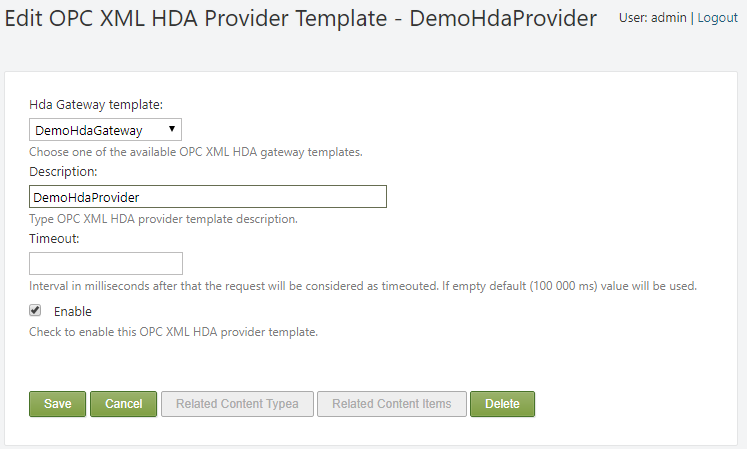 Edit OPC XML HDA Provider Template - DemoHdaProvider
User: admin | Logout
Hda Gateway template:
DemoHdaGateway
Choose one of the available OPC XML HDA gateway templates.
Description:
DemoHdaProvider
Type OPC XML HDA provider template description.
Timeout:
Interval in milliseconds after that the request will be considered as timeouted. If empty default (100 000 ms) value will be used.
Enable
Check to enable this OPC XML HDA provider template.
Save Cancel Related Content Typea Related Content Items Delete